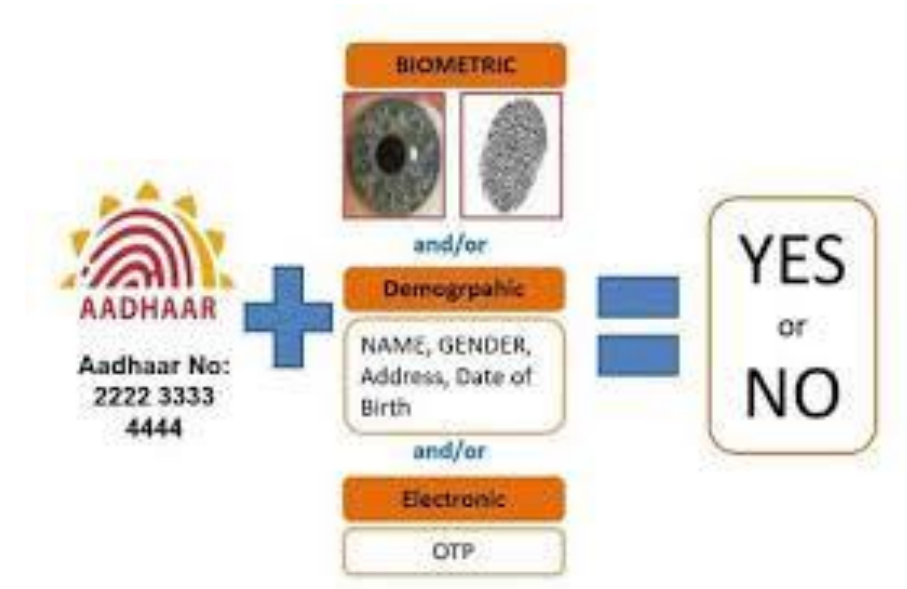 BIOMETRIC
and/or
AADHAAR
Aadhaar No:
2222 3333
4444
Demogrpahic
NAME, GENDER,
Address, Date of
Birth
and/or
Electronic
OTP
YES
or
NO